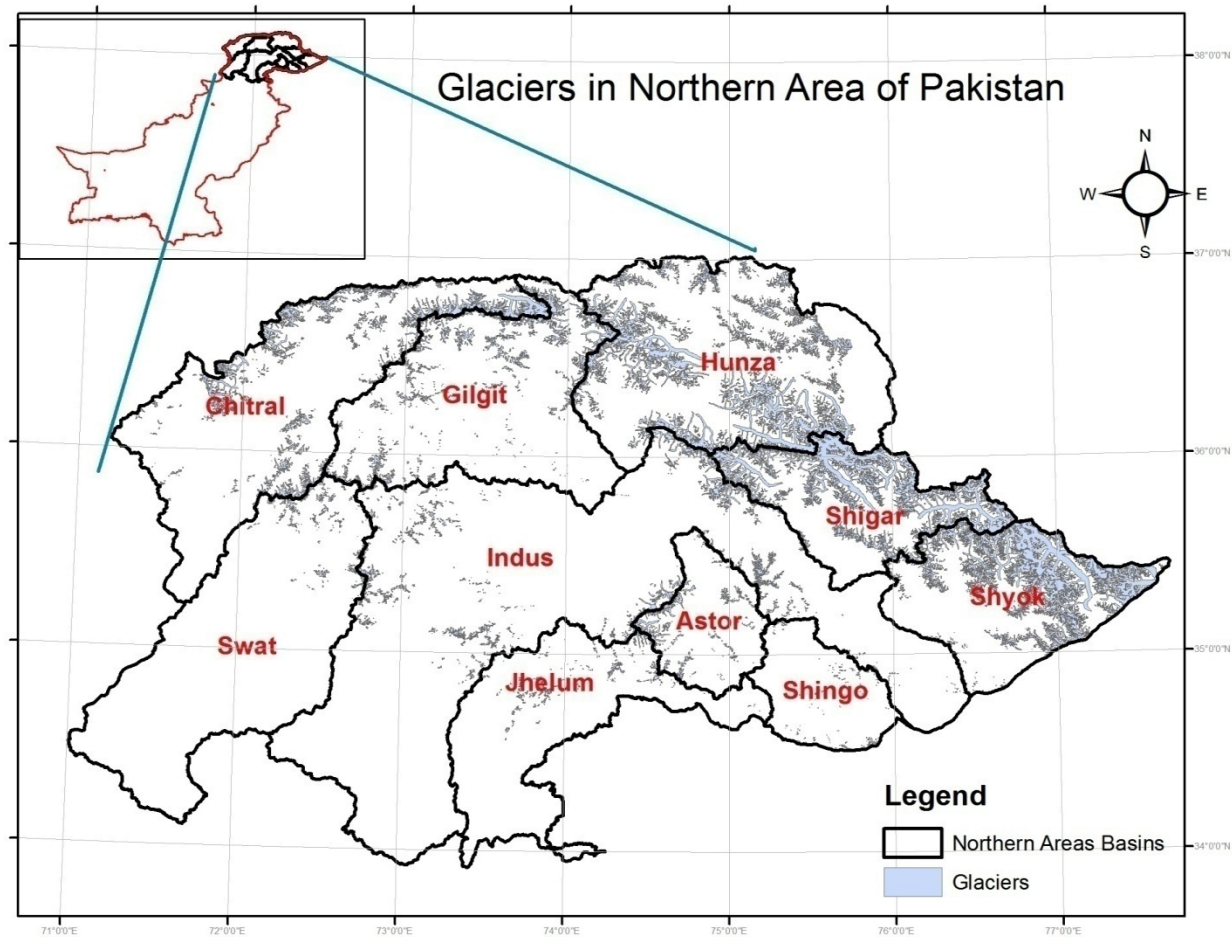 Glaciers in Northern Area of Pakistan
N
W E
S
38°0'0"N
37°0'0"N
36°0'0"N
35°0'0"N
34°0'0"N
Hunza
Gilgit
Chitral
Shigar
Indus
Shyok
Astor
Swat
Jhelum
Shingo
Legend
Northern Areas Basins
Glaciers
71°0'0"E
72°0'0"E
73°0'0"E
74°0'0"E
75°0'0"E
76°0'0"E
77°0'0"E